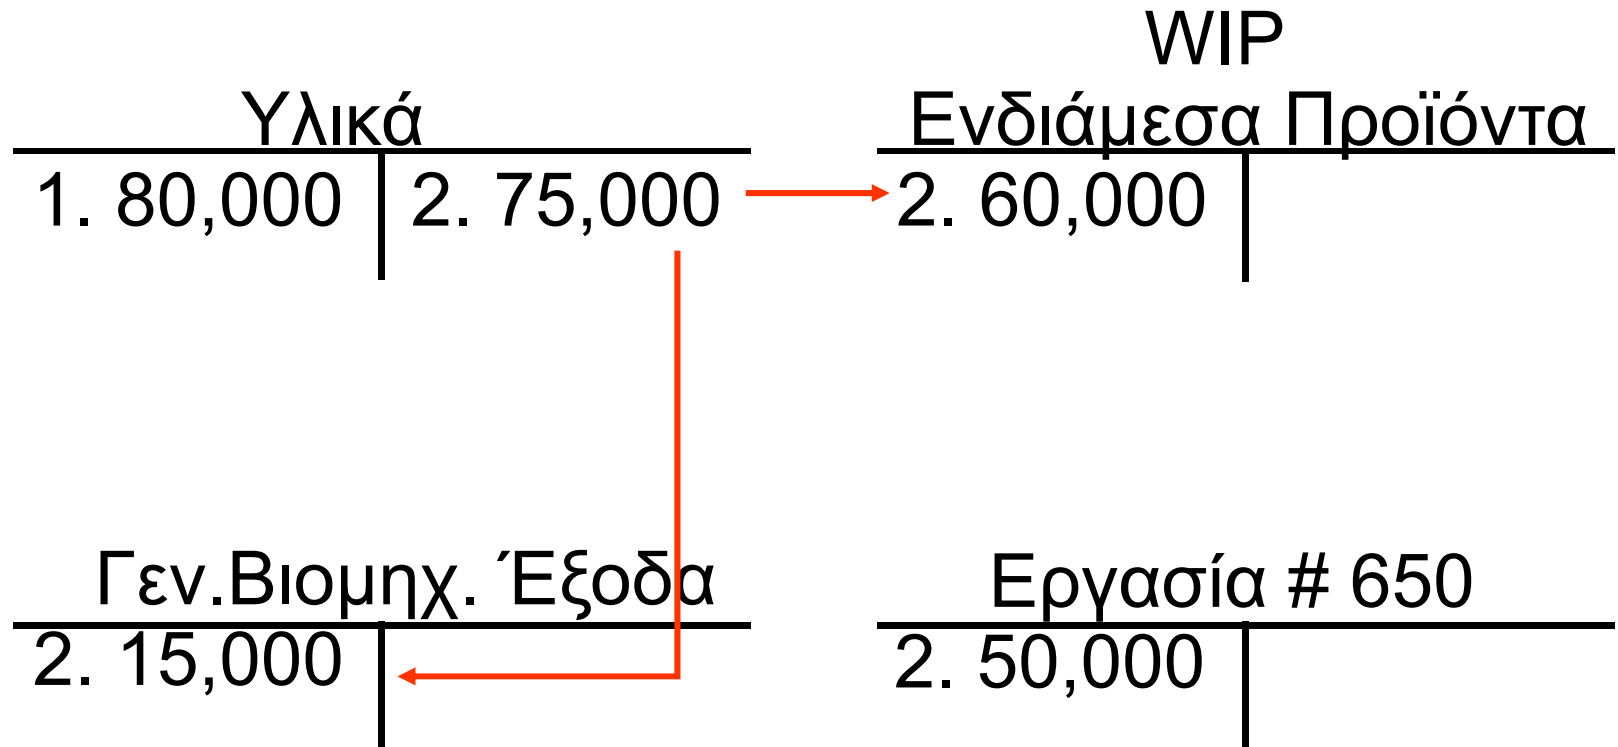 WIP
Υλικά
Ενδιάμεσα Προϊόντα
1. 80,000 2. 75,000
2. 60,000
Γεν.Βιομηχ. Έξοδα
Εργασία # 650
2. 15,000
2. 50,000